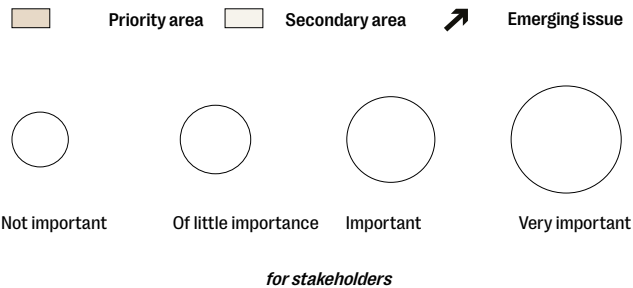 Priority area Secondary area Emerging issue
Not important Of little importance Important Very important
for stakeholders